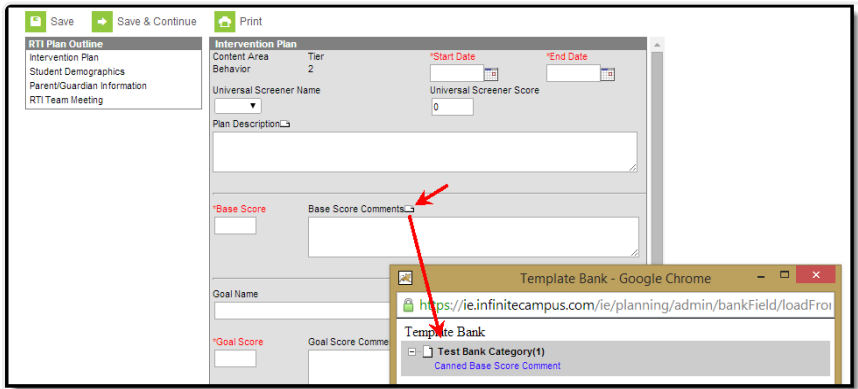 Save Save & Continue Print
RTI Plan Outline
Intervention Plan
Student Demographics
Parent/Guardian Information
RTI Team Meeting
Intervention Plan
Content Area Tier *Start Date *End Date
Behavior 2
Universal Screener Name Universal Screener Score
0
Plan Description
*Base Score Base Score Comments
Goal Name
*Goal Score Goal Score Comme
Template Bank - Google Chrome
https://ie.infinitecampus.com/ie/planning/admin/bankField/loadFro
Template Bank
Test Bank Category(1)
Canned Base Score Comment